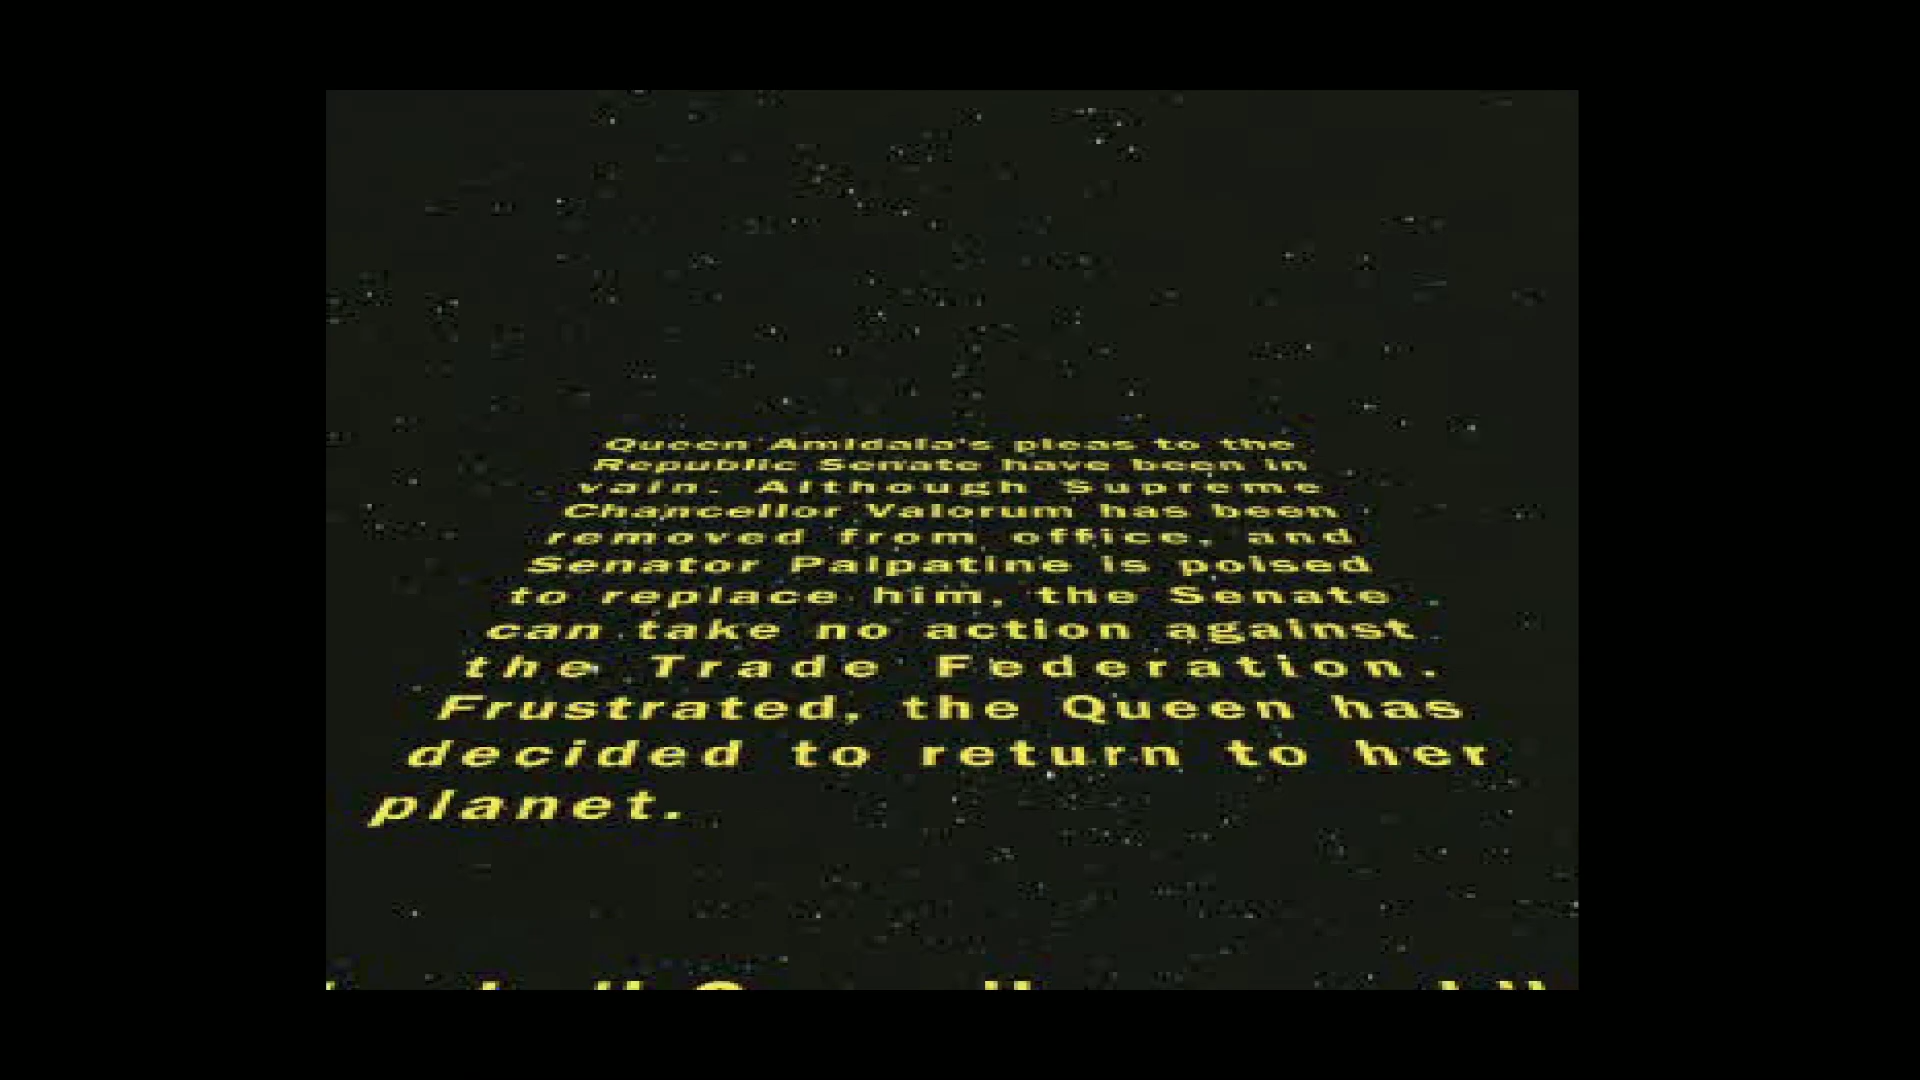 Queen Amidala's pleas to the
Republic Senate have been in
vain. Although Supreme
Chancellor Valorum has been
removed from office, and
Senator Palpatine is poised
to replace him, the Senate
can take no action against
the Trade Federation.
Frustrated, the Queen has
decided to return to her
planet.